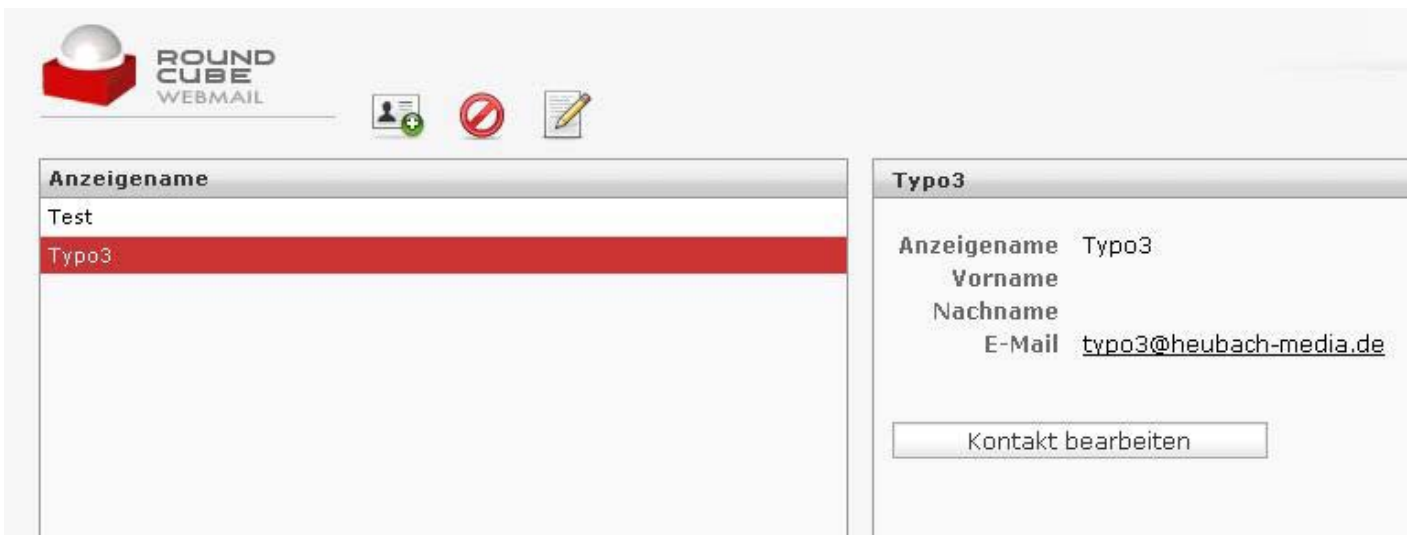 ROUND
CUBE
WEBMAIL
Anzeigename
Test
Typo3
Typo3
Anzeigename Typo3
Vorname
Nachname
E-Mail typo3@heubach-media.de
Kontakt bearbeiten